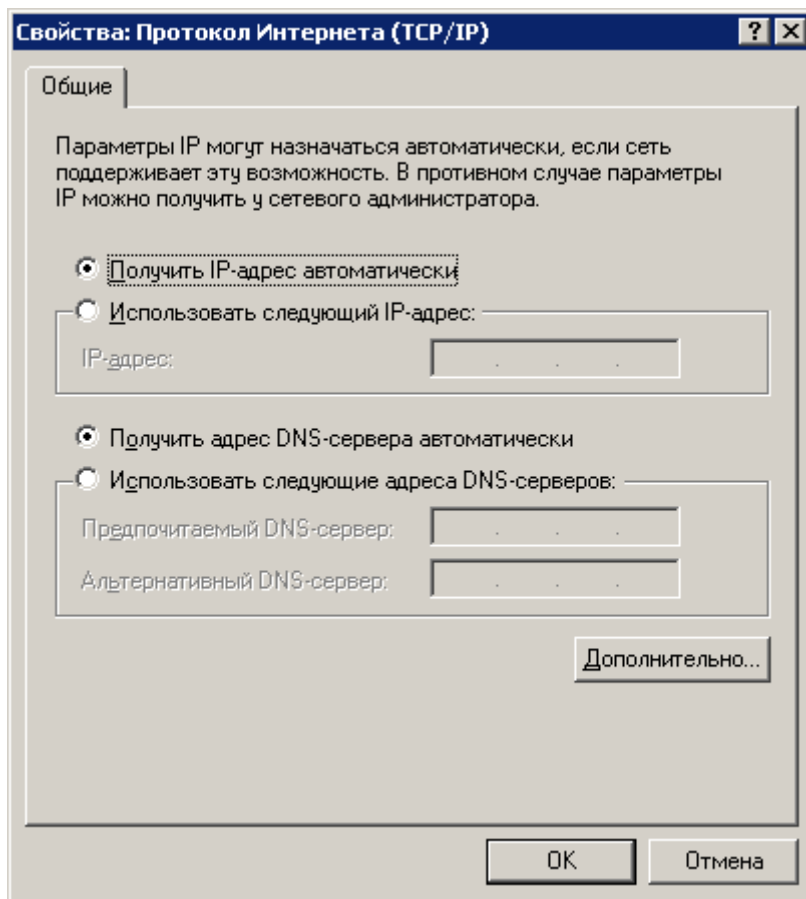 Свойства: Протокол Интернета (TCP/IP)
Общие
Параметры IP могут назначаться автоматически, если сеть
поддерживает эту возможность. В противном случае параметры
IP можно получить у сетевого администратора.
Получить IP-адрес автоматически
Использовать следующий IP-адрес:
IP-адрес:
Получить адрес DNS-сервера автоматически
Использовать следующие адреса DNS-серверов:
Предпочитаемый DNS-сервер:
Альтернативный DNS-сервер:
Дополнительно...
OK
Отмена